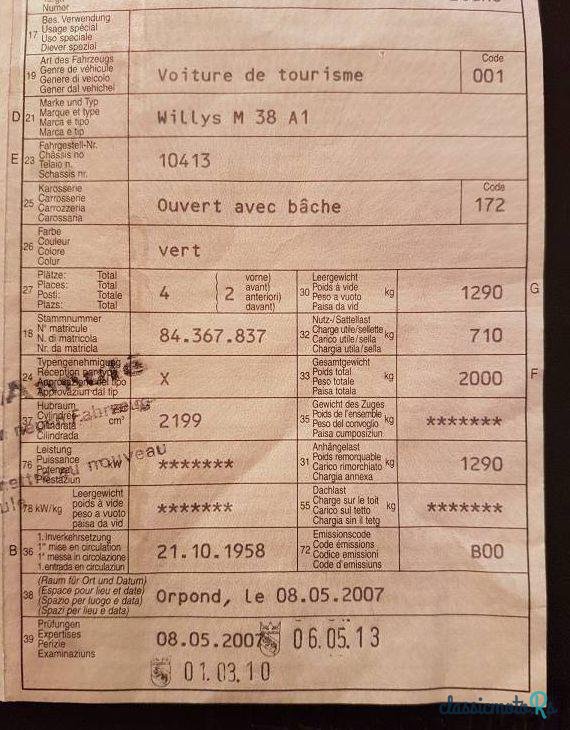 Numer
17 Bes. Verwendung
Usage spécial
Uso speciale
Diever spezial
19 Art des Fahrzeugs
Genre de véhicule
Genere di veicolo
Gener dal vehichel
Voiture de tourisme
Code
001
D 21 Marke und Typ
Marque et type
Marca e tipo
Marca e tip
Willys M 38 A1
E 23 Fahrgestell-Nr.
Châssis no
Telaio n.
Schassis nr.
10413
25 Karosserie
Carrosserie
Carrozzeria
Carossaria
Ouvert avec bâche
Code
172
26 Farbe
Couleur
Colore
Colur
vert
27 Plätze: Total
Places: Total
Posti: Totale
Plazs: Total
4 { 2 vorne)
avant)
anteriori)
davant)
30 Leergewicht
Poids à vide kg
Peso a vuoto
Paisa da vid
1290 G
18 Stammnummer
N° matricule
N. di matricola
Nr. da matricla
84.367.837
32 Nutz-/Sattellast
Charge utile/sellette kg
Carico utile/sella
Chargia utila/sella
710
24 Typengenehmigung
Réception par type
Approvazione del tipo
Approvaziun dal tip
X
33 Gesamtgewicht
Poids total kg
Peso totale
Paisa totala
2000 F
37 Hubraum
Cylindrée cm³
Cilindrata
Cilindrada
2199
35 Gewicht des Zuges
Poids de l'ensemble kg
Peso del convoglio
Paisa cumposiziun
*******
76 Leistung
Puissance kW
Potenza
Prestaziun
*******
31 Anhängelast
Poids remorquable kg
Carico rimorchiato
Chargia annexa
1290
78 kW/kg Leergewicht
poids à vide
peso a vuoto
paisa da vid
*******
55 Dachlast
Charge sur le toit kg
Carico sul tetto
Chargia sin il tetg
*******
B 36 1. Inverkehrsetzung
1re mise en circulation
1a messa in circolazione
1. entrada en circulaziun
21.10.1958
72 Emissionscode
Code émissions
Codice emissioni
Code d'emissiuns
B00
38 (Raum für Ort und Datum)
(Espace pour lieu et date)
(Spazio per luogo e data)
(Spazi per lieu e data)
Orpond, le 08.05.2007
39 Prüfungen
Expertises
Perizie
Examinaziuns
08.05.2007 06.05.13
01.03.10
Fahrzeug
nouveau
classicmoto Rs